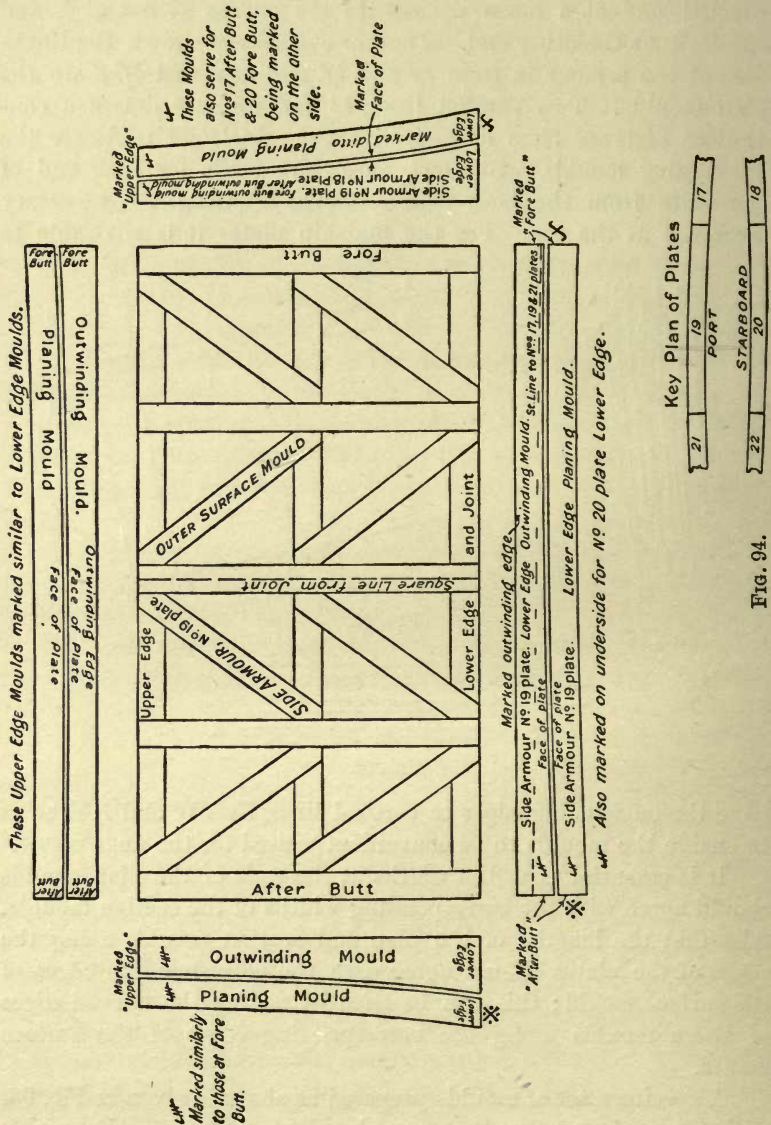 These Upper Edge Moulds marked similar to Lower Edge Moulds.
After Butt
Planing Mould
Face of Plate
Fore Butt
After Butt
Outwinding Edge
Face of Plate
Outwinding Mould.
Fore Butt
Marked
"Upper Edge"
Outwinding Mould
Lower Edge
Planing Mould
Lower Edge
Marked similarly
to those at Fore
Butt.
After Butt
Upper Edge
SIDE ARMOUR, Nº 19 plate
Square Line from Joint
OUTER SURFACE MOULD
Lower Edge
and Joint
Fore Butt
Marked
"Upper Edge"
Side Armour Nº 19 Plate. Fore Butt outwinding mould
Side Armour Nº 18 Plate After Butt outwinding mould
Lower Edge
Marked ditto Planing Mould
Lower Edge
Marked
Face of Plate
These Moulds
also serve for
Nos 17 After Butt
& 20 Fore Butt,
being marked
on the other
side.
Marked outwinding edge
Side Armour Nº 19 plate. Lower Edge Outwinding Mould. St. Line to Nos 17, 19 & 21 plates
Face of plate
Face of plate
Side Armour Nº 19 plate. Lower Edge Planing Mould.
Marked
"After Butt"
Marked
"Fore Butt"
Also marked on underside for Nº 20 plate Lower Edge.
Key Plan of Plates
21 19 17
PORT
STARBOARD
22 20 18
FIG. 94.